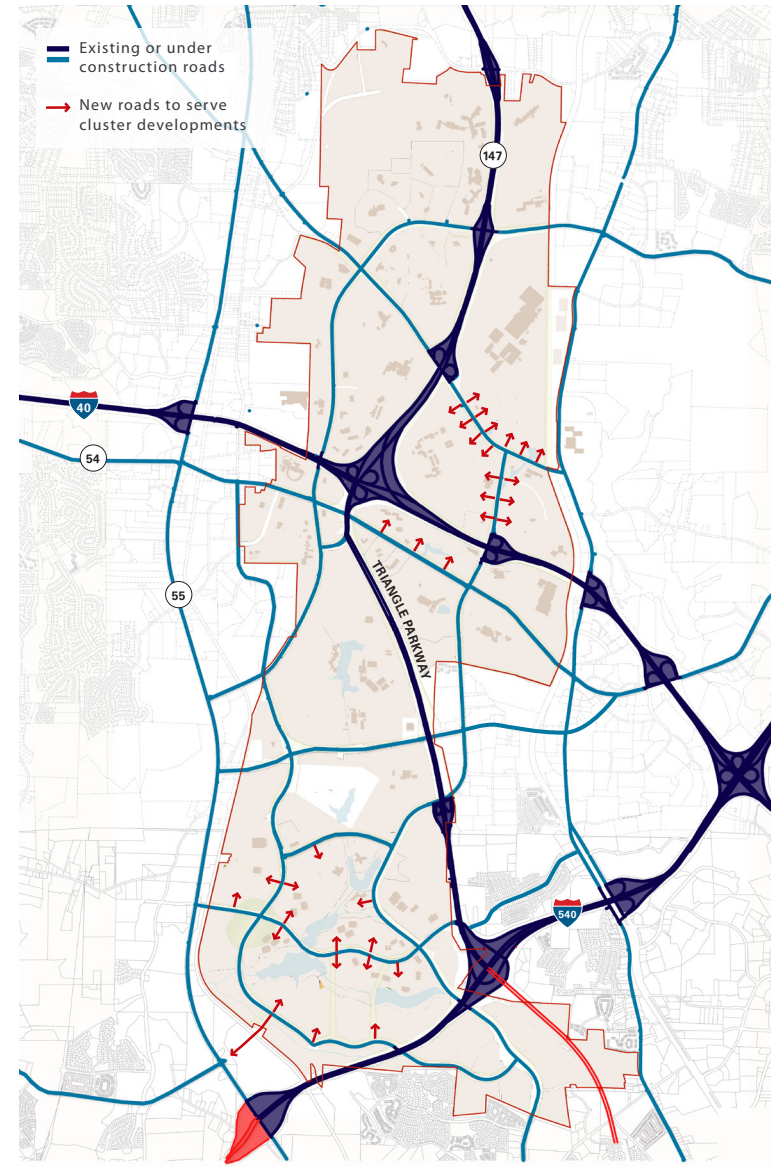 Existing or under
construction roads
New roads to serve
cluster developments
147
40
54
55
TRIANGLE PARKWAY
540